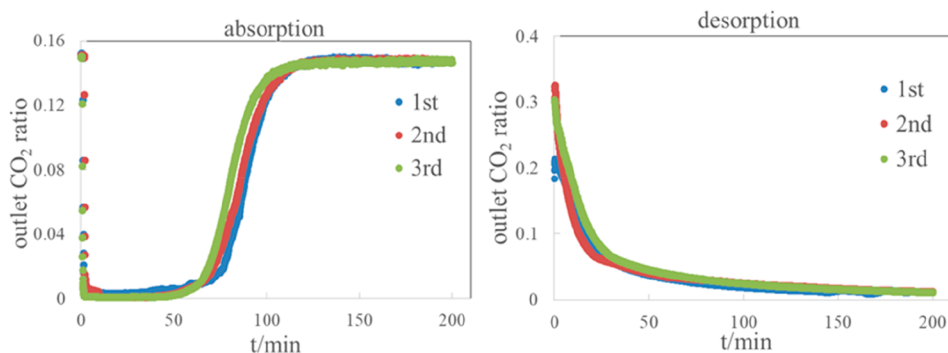 absorption
outlet CO₂ ratio
0.16
0.12
0.08
0.04
0
1st
2nd
3rd
0 50 100 150 200
t/min
desorption
outlet CO₂ ratio
0.4
0.3
0.2
0.1
0
1st
2nd
3rd
0 50 100 150 200
t/min